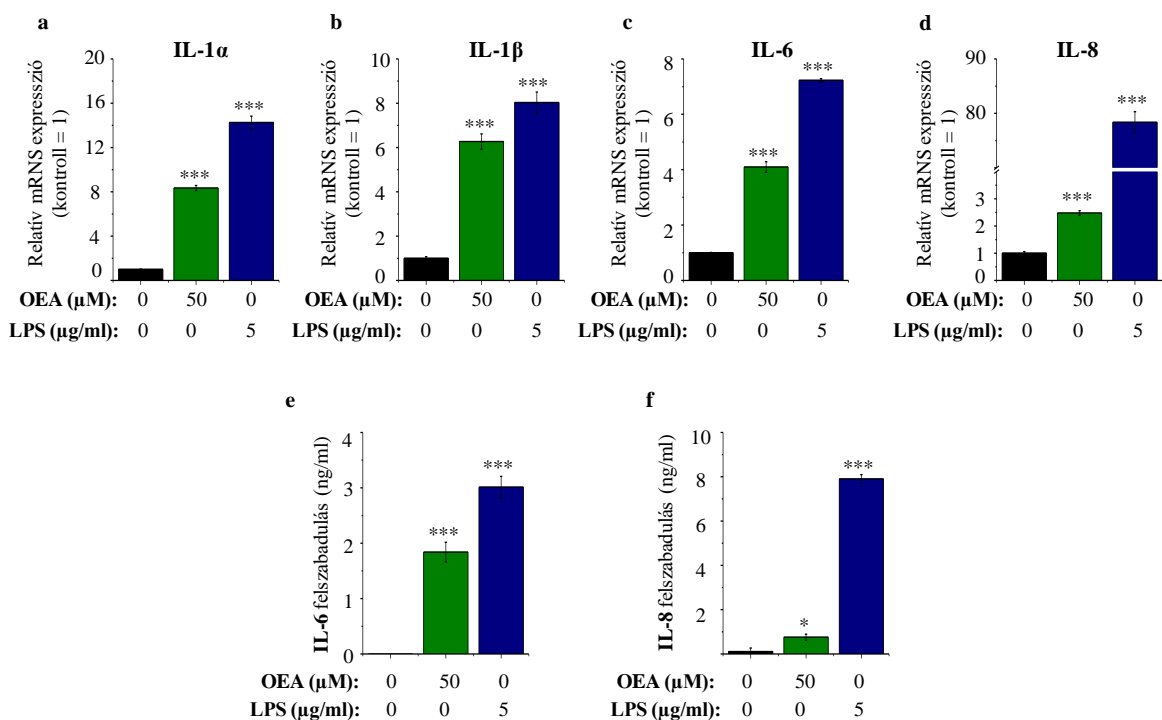 a
IL-1α
Relatív mRNS expresszió
(kontroll = 1)
20
16
12
8
4
0
***
***
b
IL-1β
Relatív mRNS expresszió
(kontroll = 1)
10
8
6
4
2
0
***
***
c
IL-6
Relatív mRNS expresszió
(kontroll = 1)
8
6
4
2
0
***
***
d
IL-8
Relatív mRNS expresszió
(kontroll = 1)
90
80
3
2
1
0
***
***
OEA (µM): 0 50 0
LPS (µg/ml): 0 0 5
OEA (µM): 0 50 0
LPS (µg/ml): 0 0 5
OEA (µM): 0 50 0
LPS (µg/ml): 0 0 5
OEA (µM): 0 50 0
LPS (µg/ml): 0 0 5
e
IL-6 felszabadulás (ng/ml)
4
3
2
1
0
***
***
OEA (µM): 0 50 0
LPS (µg/ml): 0 0 5
f
IL-8 felszabadulás (ng/ml)
10
8
6
4
2
*
***
OEA (µM): 0 50 0
LPS (µg/ml): 0 0 5